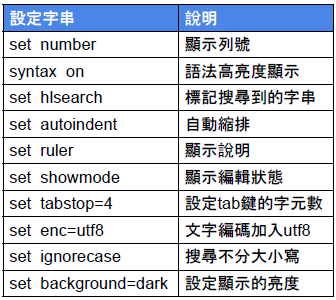 設定字串 說明
set number 顯示列號
syntax on 語法高亮度顯示
set hlsearch 標記搜尋到的字串
set autoindent 自動縮排
set ruler 顯示說明
set showmode 顯示編輯狀態
set tabstop=4 設定tab鍵的字元數
set enc=utf8 文字編碼加入utf8
set ignorecase 搜尋不分大小寫
set background=dark 設定顯示的亮度